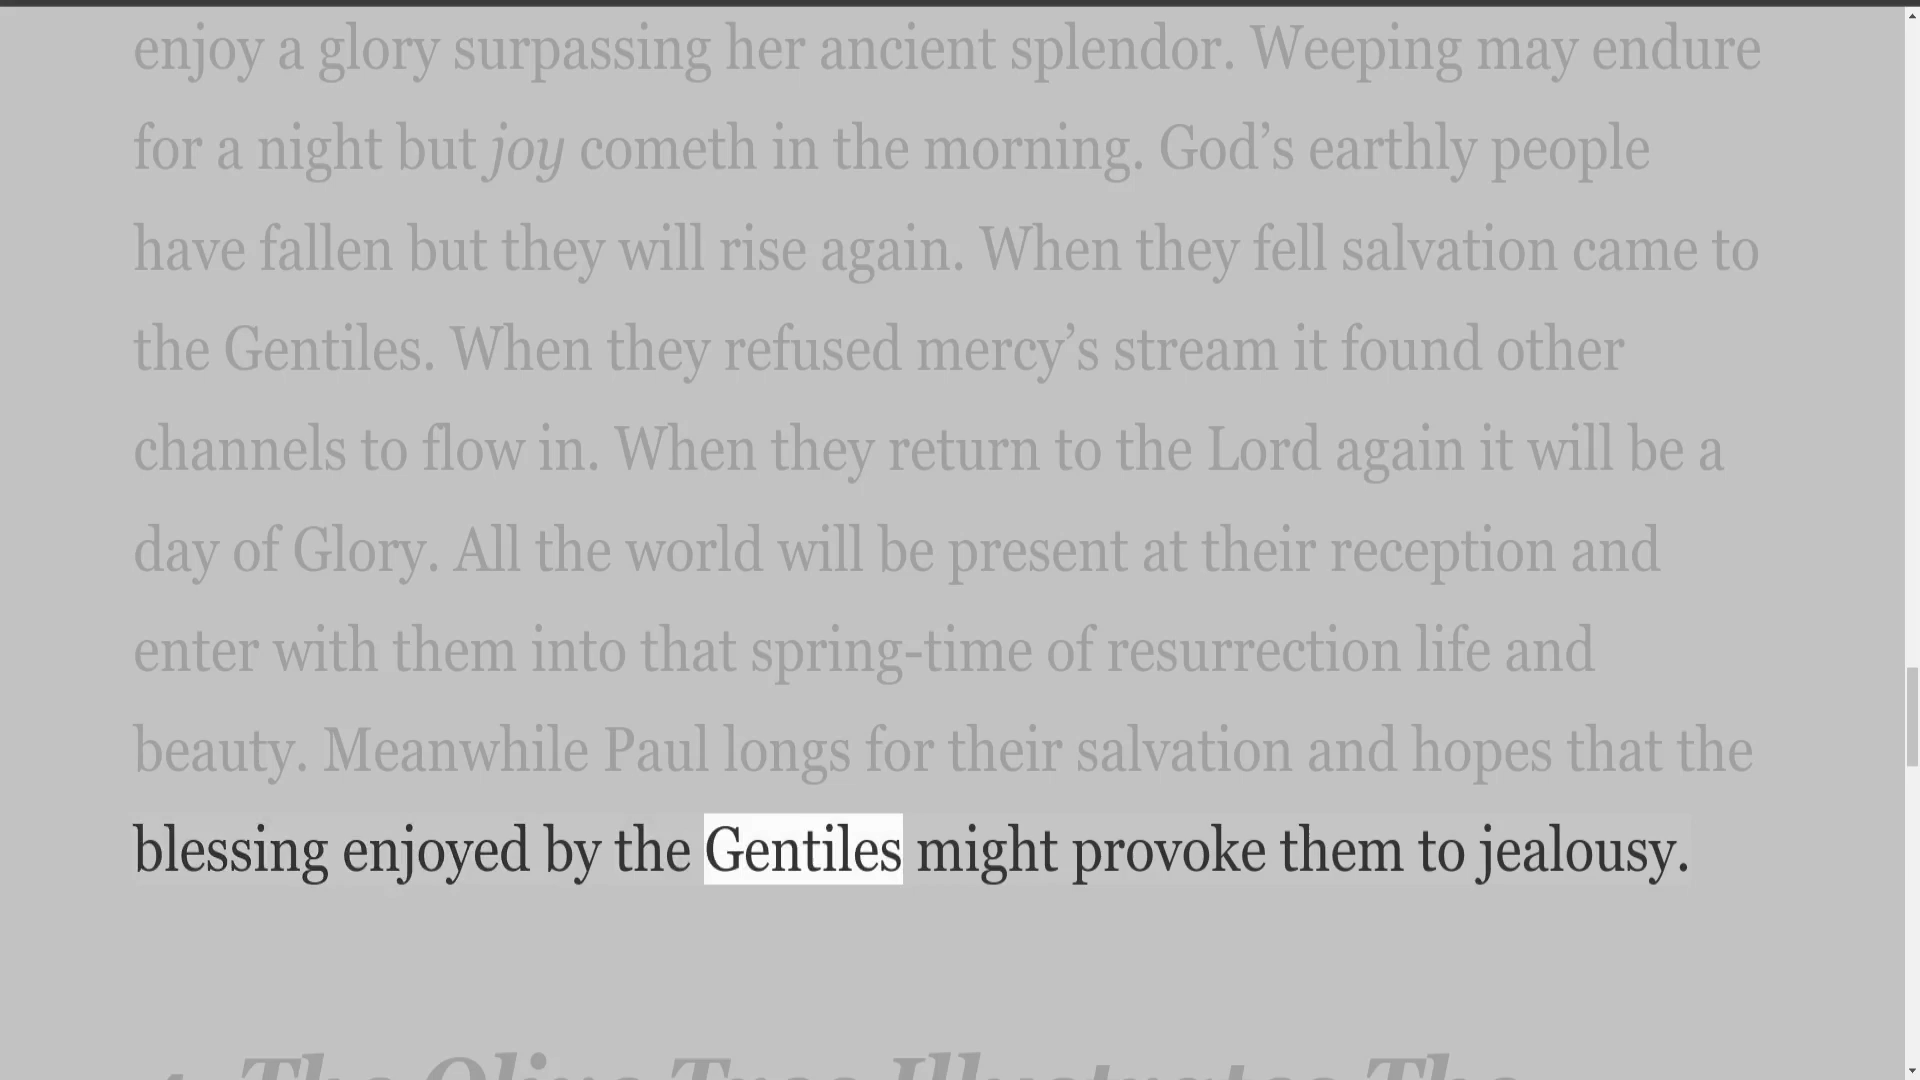 enjoy a glory surpassing her ancient splendor. Weeping may endure
for a night but joy cometh in the morning. God’s earthly people
have fallen but they will rise again. When they fell salvation came to
the Gentiles. When they refused mercy’s stream it found other
channels to flow in. When they return to the Lord again it will be a
day of Glory. All the world will be present at their reception and
enter with them into that spring-time of resurrection life and
beauty. Meanwhile Paul longs for their salvation and hopes that the
blessing enjoyed by the Gentiles might provoke them to jealousy.
The Olive Tree Illustrates The